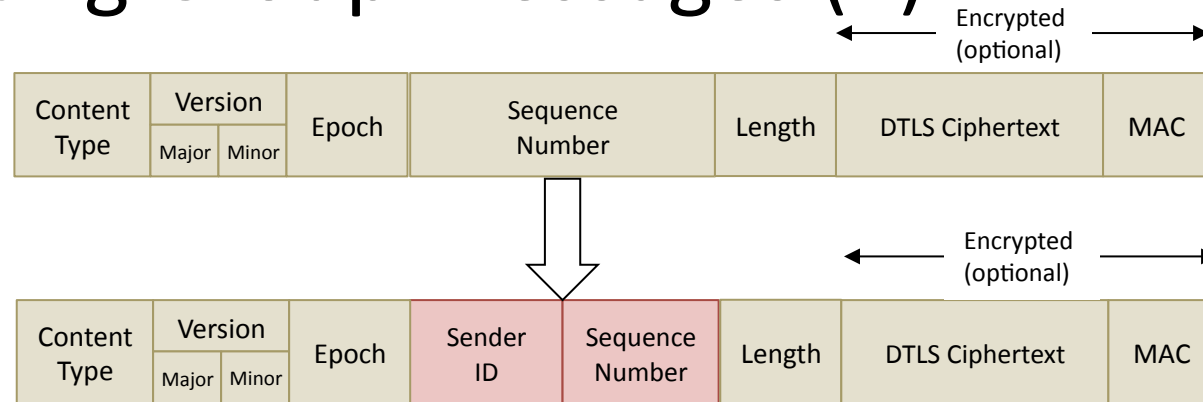 Encrypted
(optional)
Content
Type
Version
Major Minor
Epoch
Sequence
Number
Length
DTLS Ciphertext
MAC
Encrypted
(optional)
Content
Type
Version
Major Minor
Epoch
Sender
ID
Sequence
Number
Length
DTLS Ciphertext
MAC